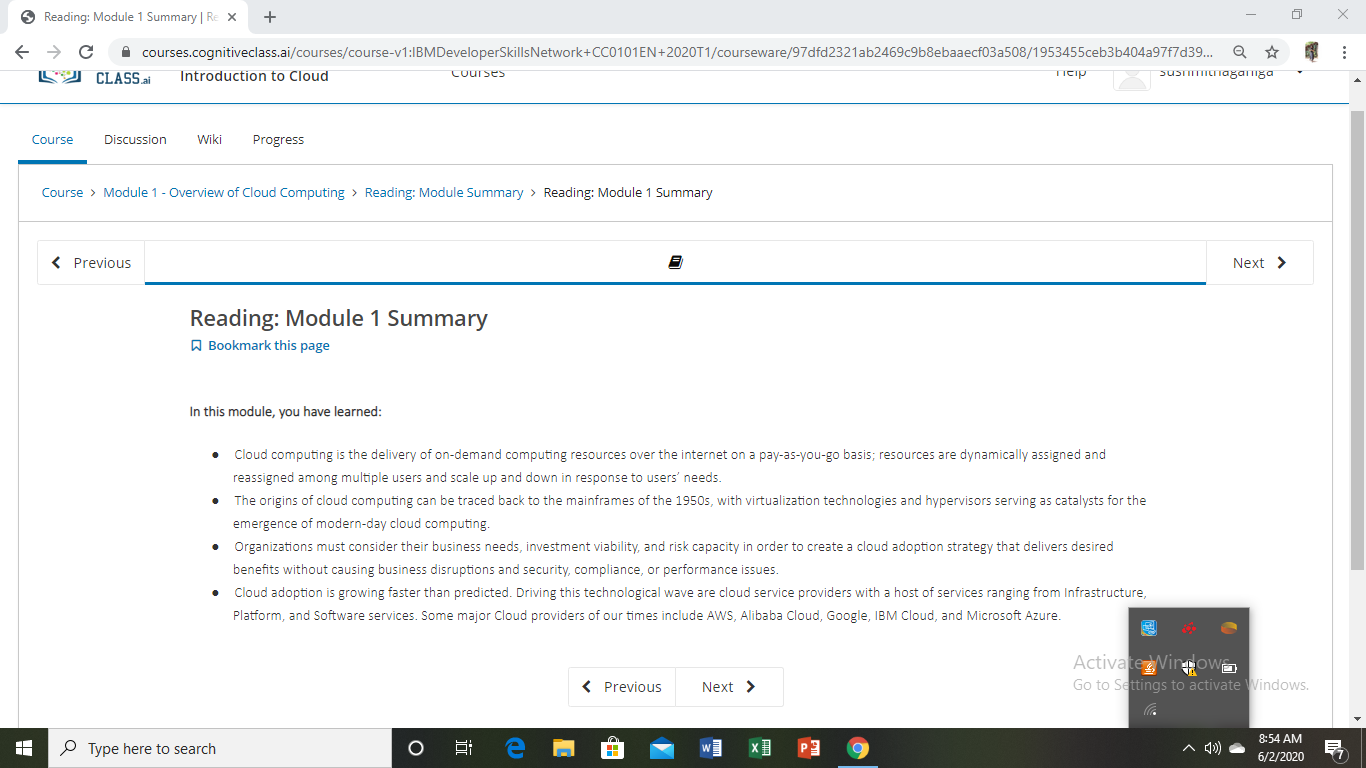 Reading: Module 1 Summary | Re
courses.cognitiveclass.ai/courses/course-v1:IBMDeveloperSkillsNetwork+CC0101EN+2020T1/courseware/97dfd2321ab2469c9b8ebaaecf03a508/1953455ceb3b404a97f7d39...
CLASS.ai Introduction to Cloud Courses Help sushmithaganiga
Course Discussion Wiki Progress
Course > Module 1 - Overview of Cloud Computing > Reading: Module Summary > Reading: Module 1 Summary
Previous Next
Reading: Module 1 Summary
Bookmark this page
In this module, you have learned:
● Cloud computing is the delivery of on-demand computing resources over the internet on a pay-as-you-go basis; resources are dynamically assigned and
reassigned among multiple users and scale up and down in response to users’ needs.
● The origins of cloud computing can be traced back to the mainframes of the 1950s, with virtualization technologies and hypervisors serving as catalysts for the
emergence of modern-day cloud computing.
● Organizations must consider their business needs, investment viability, and risk capacity in order to create a cloud adoption strategy that delivers desired
benefits without causing business disruptions and security, compliance, or performance issues.
● Cloud adoption is growing faster than predicted. Driving this technological wave are cloud service providers with a host of services ranging from Infrastructure,
Platform, and Software services. Some major Cloud providers of our times include AWS, Alibaba Cloud, Google, IBM Cloud, and Microsoft Azure.
Activate Windows
Go to Settings to activate Windows.
Previous Next
Type here to search
8:54 AM
6/2/2020
7